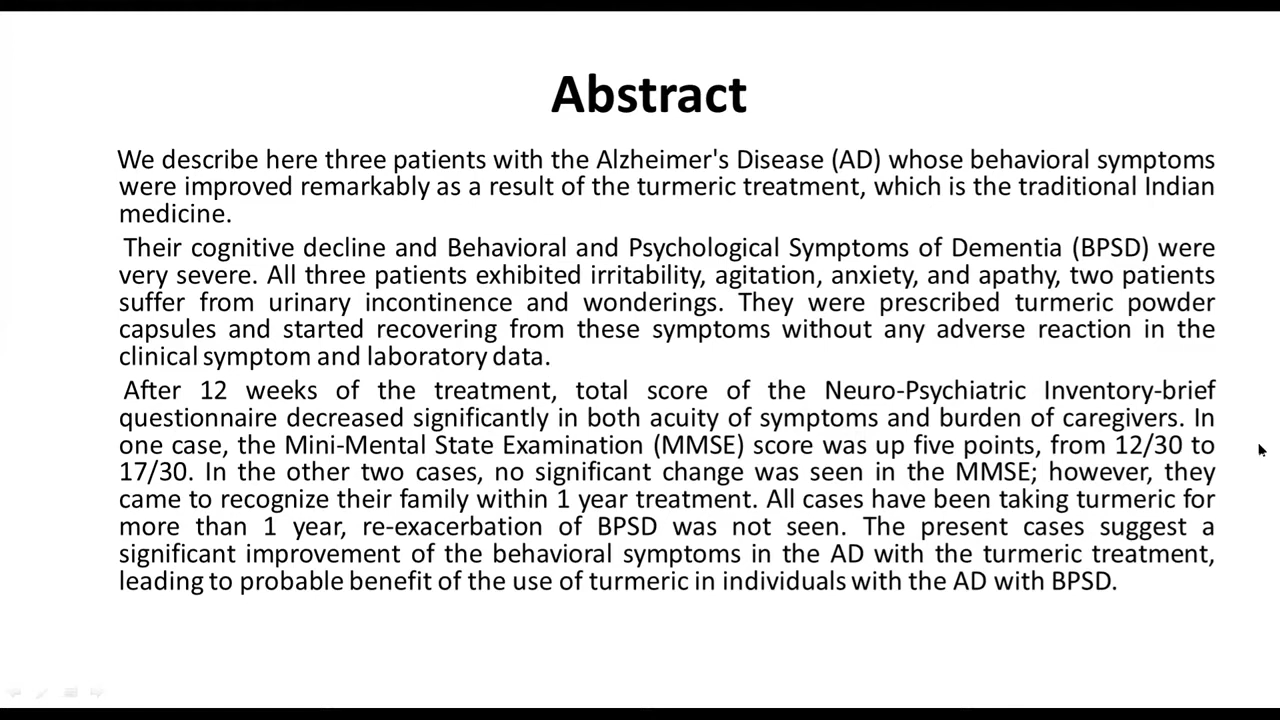 Abstract
We describe here three patients with the Alzheimer's Disease (AD) whose behavioral symptoms
were improved remarkably as a result of the turmeric treatment, which is the traditional Indian
medicine.
Their cognitive decline and Behavioral and Psychological Symptoms of Dementia (BPSD) were
very severe. All three patients exhibited irritability, agitation, anxiety, and apathy, two patients
suffer from urinary incontinence and wonderings. They were prescribed turmeric powder
capsules and started recovering from these symptoms without any adverse reaction in the
clinical symptom and laboratory data.
After 12 weeks of the treatment, total score of the Neuro-Psychiatric Inventory-brief
questionnaire decreased significantly in both acuity of symptoms and burden of caregivers. In
one case, the Mini-Mental State Examination (MMSE) score was up five points, from 12/30 to
17/30. In the other two cases, no significant change was seen in the MMSE; however, they
came to recognize their family within 1 year treatment. All cases have been taking turmeric for
more than 1 year, re-exacerbation of BPSD was not seen. The present cases suggest a
significant improvement of the behavioral symptoms in the AD with the turmeric treatment,
leading to probable benefit of the use of turmeric in individuals with the AD with BPSD.